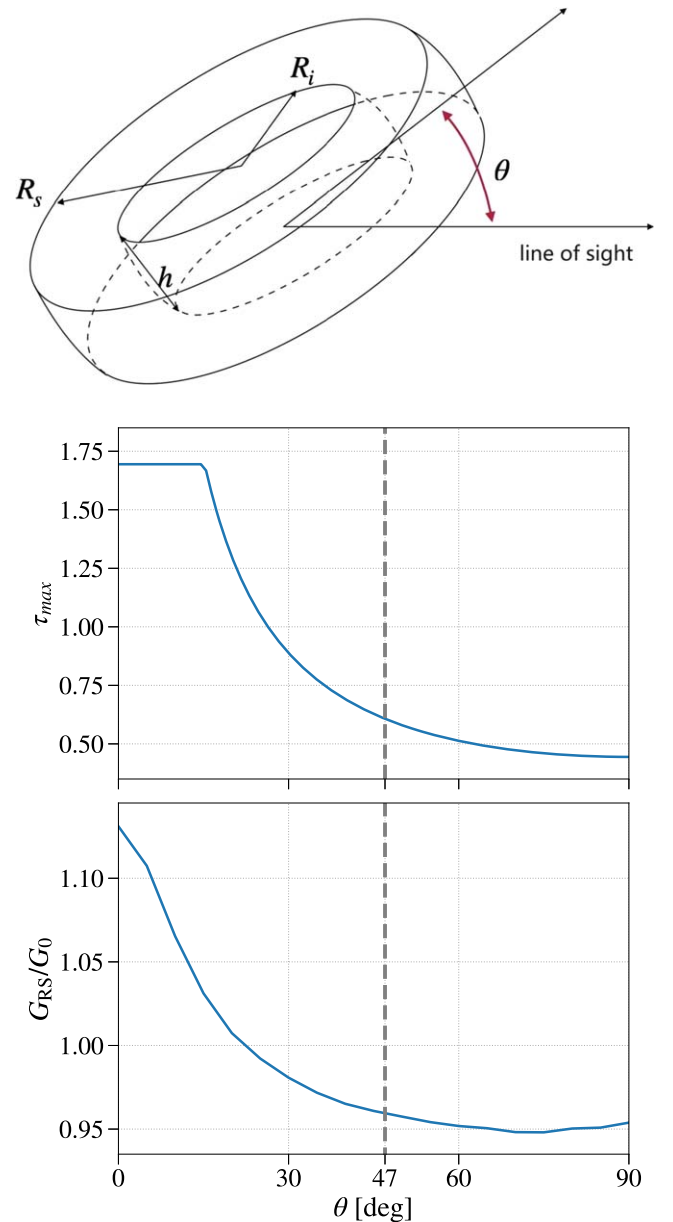 R_i
R_s
θ
line of sight
h
1.75
1.50
1.25
1.00
0.75
0.50
τ_max
1.10
1.05
1.00
0.95
G_RS/G_0
0 30 47 60 90
θ [deg]